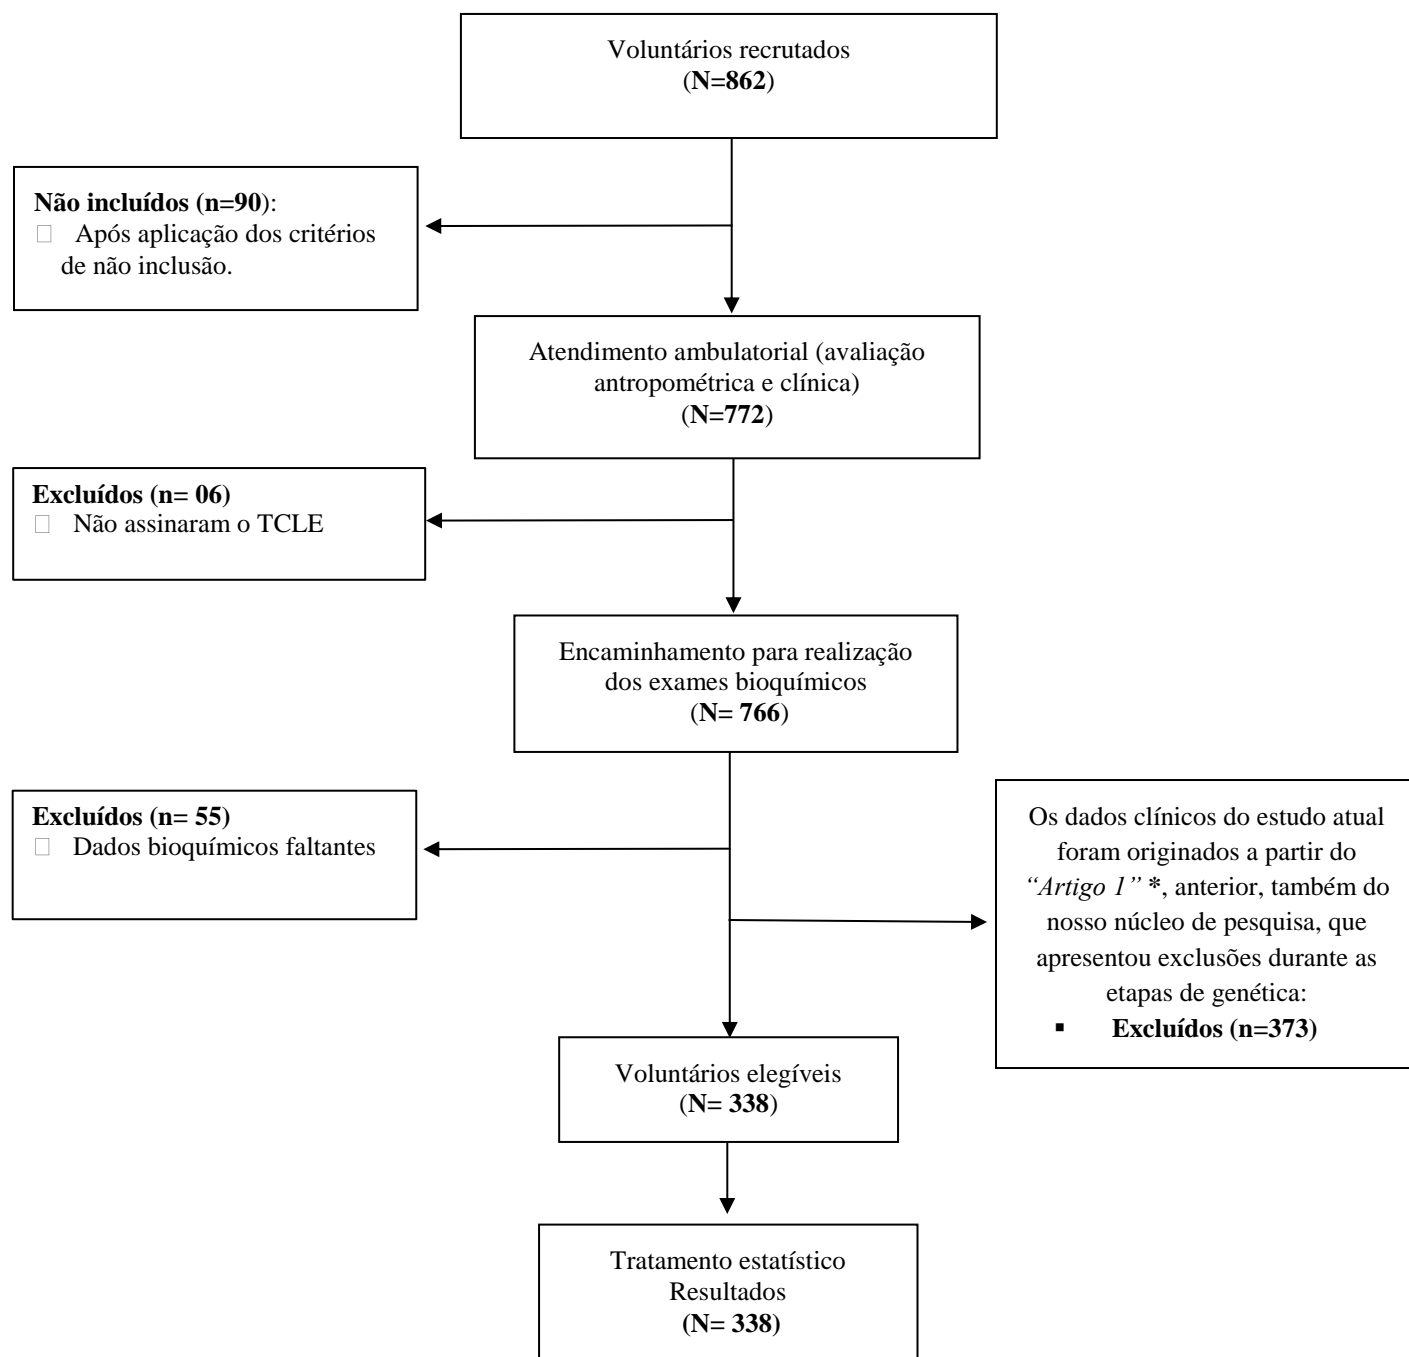 Voluntários recrutados
(N=862)
Não incluídos (n=90):
Após aplicação dos critérios
de não inclusão.
Atendimento ambulatorial (avaliação
antropométrica e clínica)
(N=772)
Excluídos (n= 06)
Não assinaram o TCLE
Encaminhamento para realização
dos exames bioquímicos
(N= 766)
Excluídos (n= 55)
Dados bioquímicos faltantes
Os dados clínicos do estudo atual
foram originados a partir do
“Artigo 1” *, anterior, também do
nosso núcleo de pesquisa, que
apresentou exclusões durante as
etapas de genética:
▪ Excluídos (n=373)
Voluntários elegíveis
(N= 338)
Tratamento estatístico
Resultados
(N= 338)